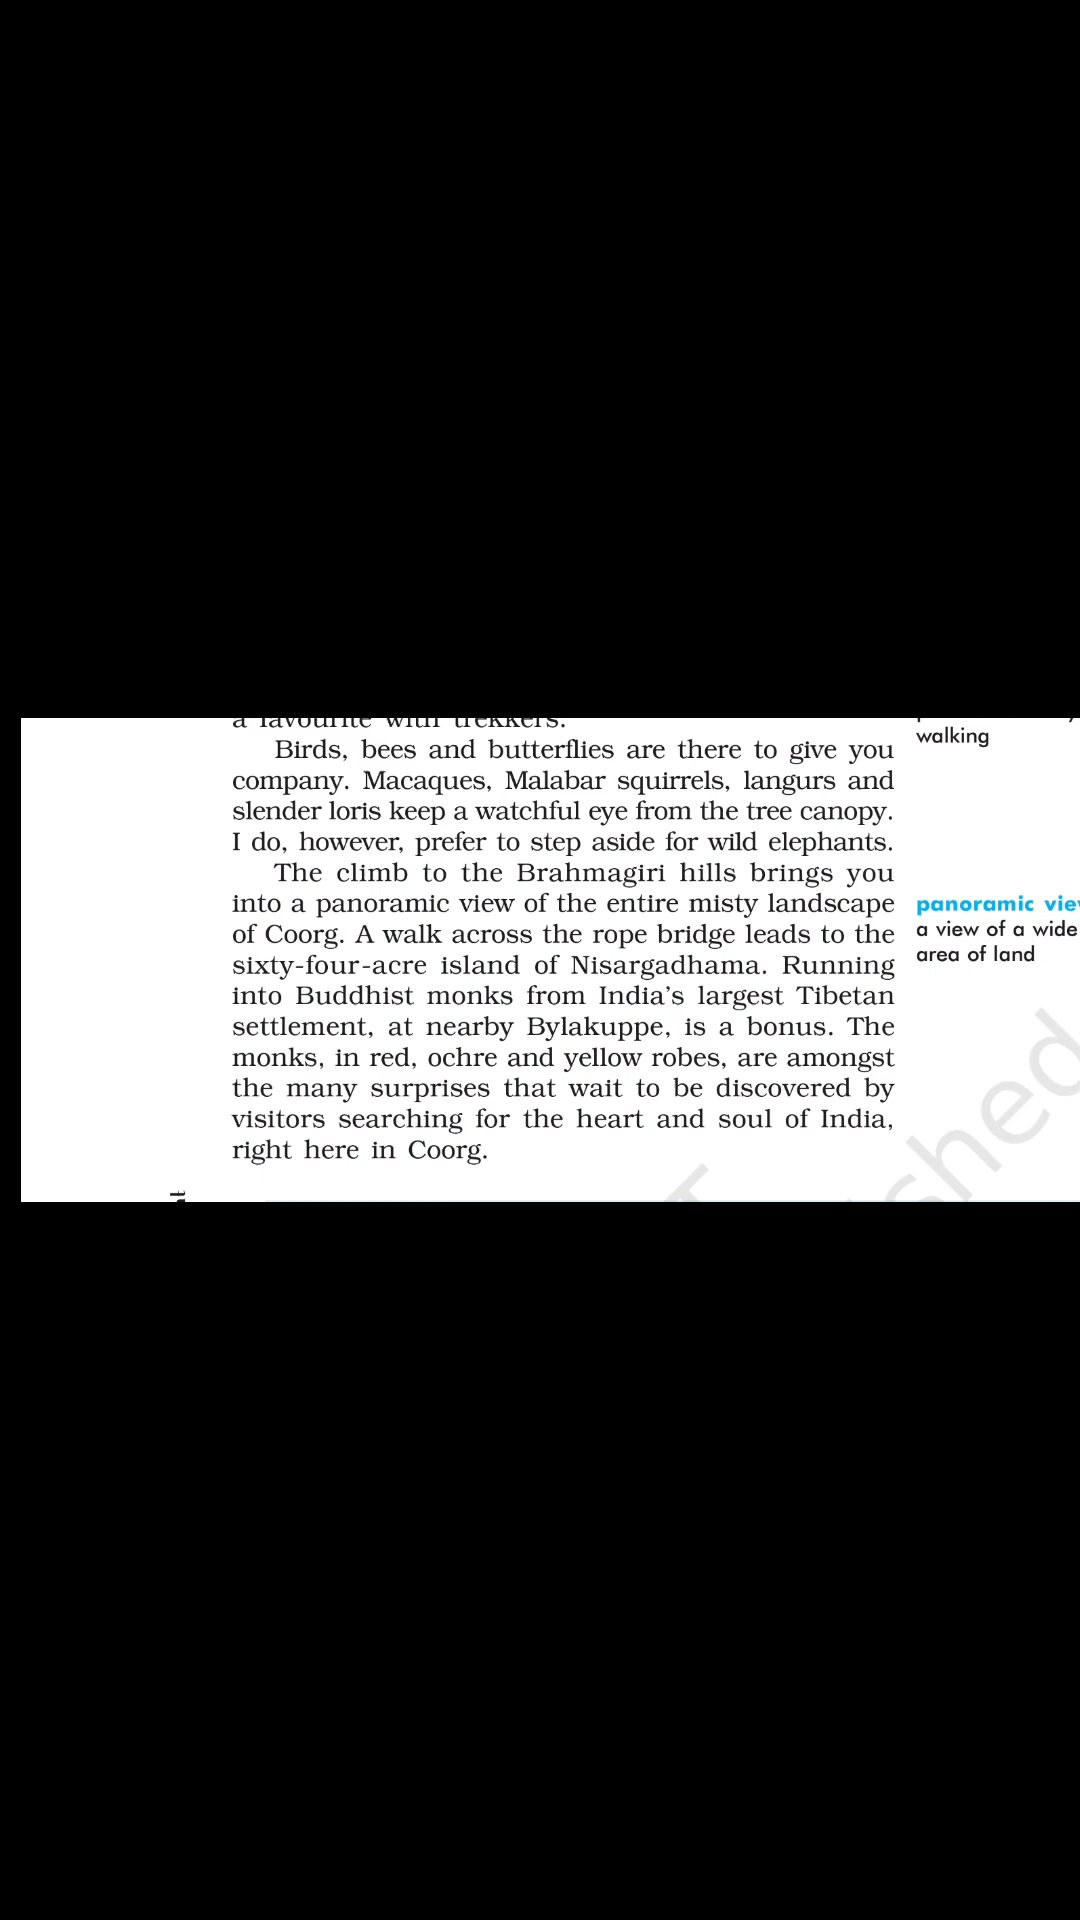 a favourite with trekkers.
Birds, bees and butterflies are there to give you
company. Macaques, Malabar squirrels, langurs and
slender loris keep a watchful eye from the tree canopy.
I do, however, prefer to step aside for wild elephants.
The climb to the Brahmagiri hills brings you
into a panoramic view of the entire misty landscape
of Coorg. A walk across the rope bridge leads to the
sixty-four-acre island of Nisargadhama. Running
into Buddhist monks from India's largest Tibetan
settlement, at nearby Bylakuppe, is a bonus. The
monks, in red, ochre and yellow robes, are amongst
the many surprises that wait to be discovered by
visitors searching for the heart and soul of India,
right here in Coorg.
walking
panoramic
a view of a wide
area of land